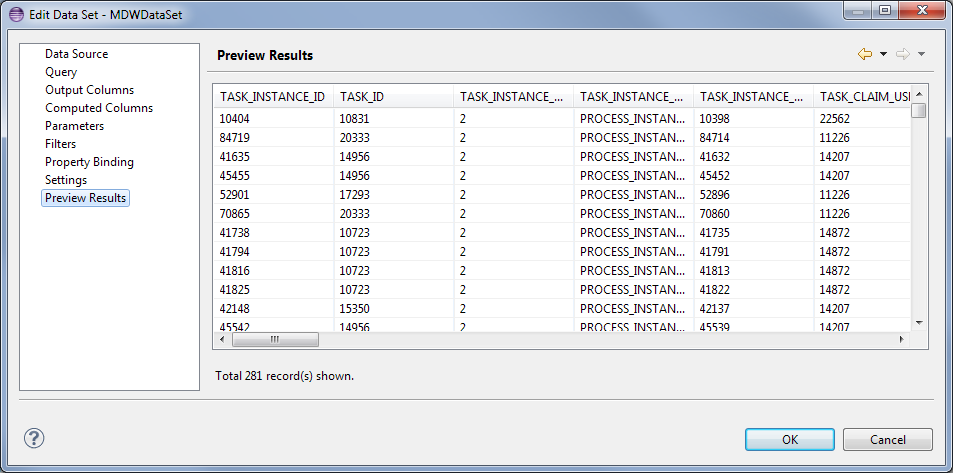 Edit Data Set - MDWDataSet
Data Source
Query
Output Columns
Computed Columns
Parameters
Filters
Property Binding
Settings
Preview Results
Preview Results
TASK_INSTANCE_ID TASK_ID TASK_INSTANCE_... TASK_INSTANCE_... TASK_INSTANCE_... TASK_CLAIM_USE
10404 10831 2 PROCESS_INSTAN... 10398 22562
84719 20333 2 PROCESS_INSTAN... 84714 11226
41635 14956 2 PROCESS_INSTAN... 41632 14207
45455 14956 2 PROCESS_INSTAN... 45452 14207
52901 17293 2 PROCESS_INSTAN... 52896 11226
70865 20333 2 PROCESS_INSTAN... 70860 11226
41738 10723 2 PROCESS_INSTAN... 41735 14872
41794 10723 2 PROCESS_INSTAN... 41791 14872
41816 10723 2 PROCESS_INSTAN... 41813 14872
41825 10723 2 PROCESS_INSTAN... 41822 14872
42148 15350 2 PROCESS_INSTAN... 42137 14207
45542 14956 2 PROCESS_INSTAN... 45539 14207
Total 281 record(s) shown.
?
OK Cancel